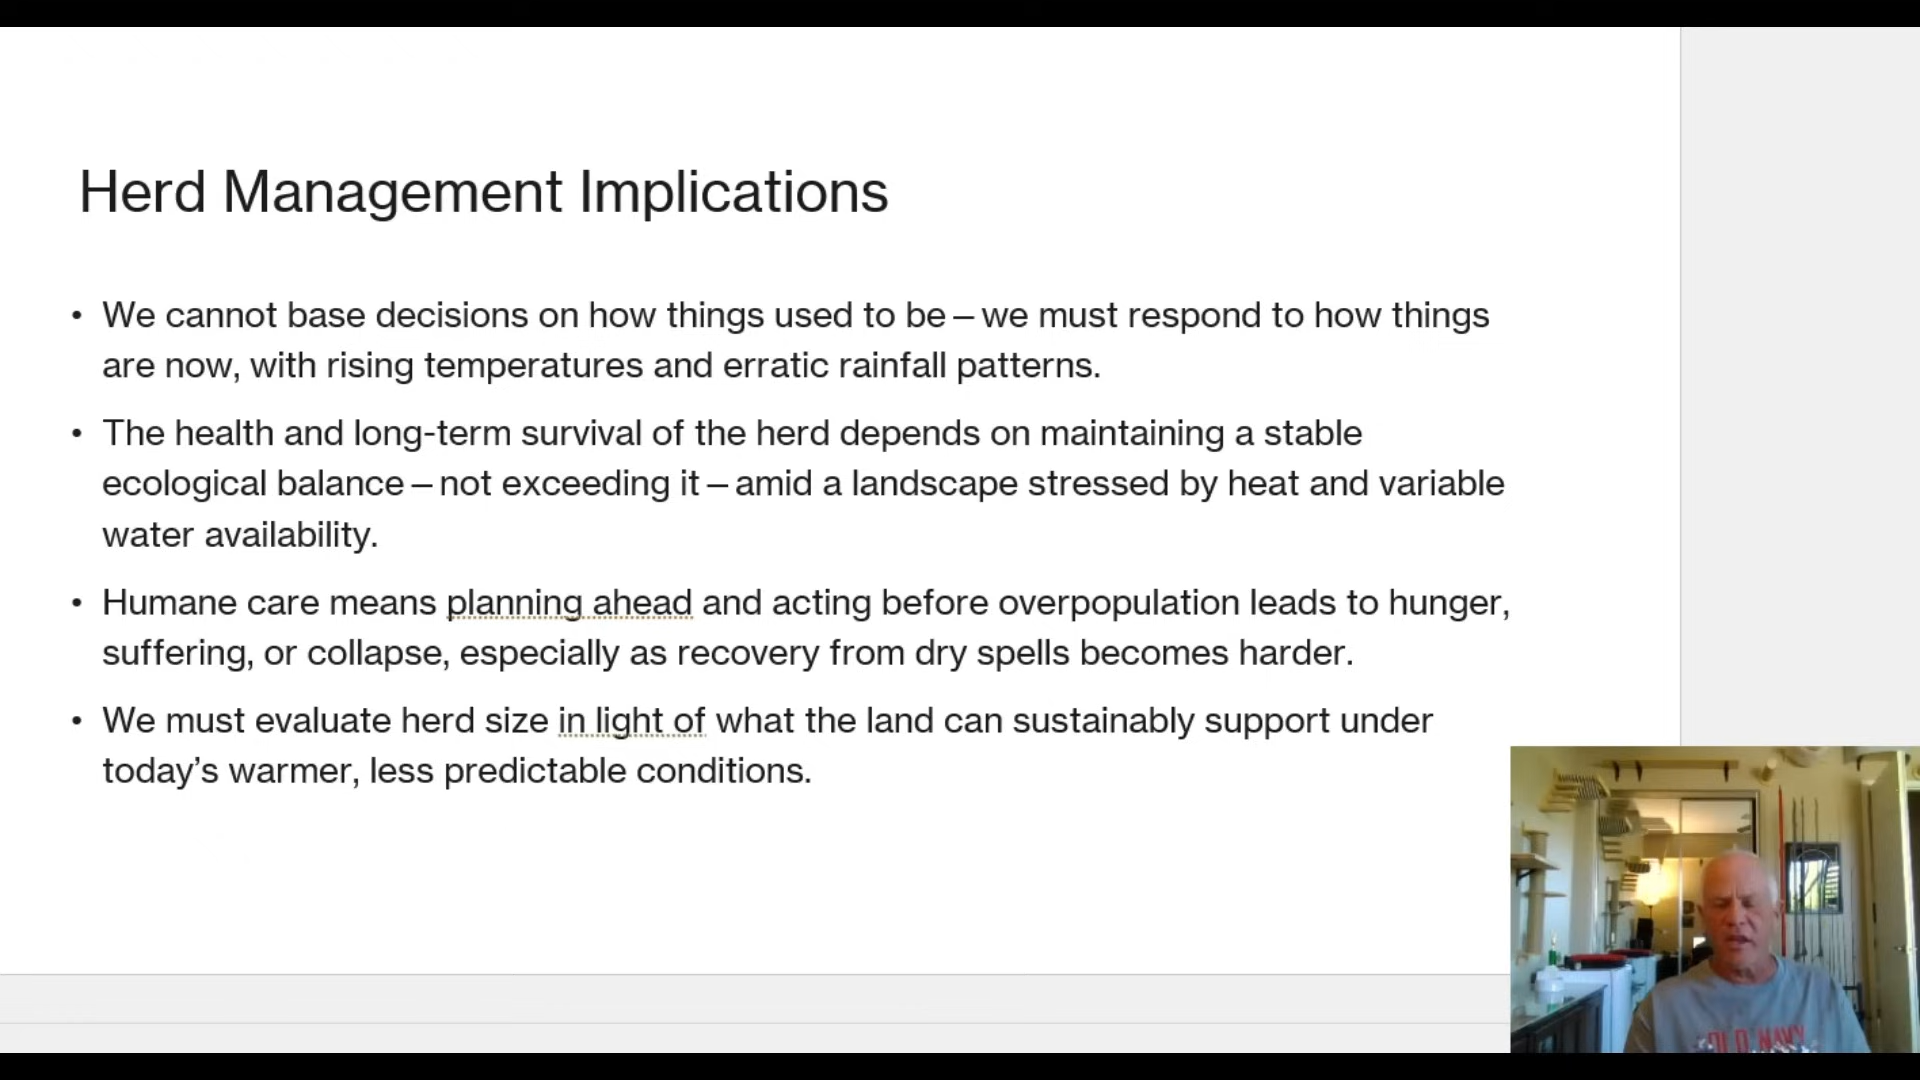 Herd Management Implications
• We cannot base decisions on how things used to be—we must respond to how things
are now, with rising temperatures and erratic rainfall patterns.
• The health and long-term survival of the herd depends on maintaining a stable
ecological balance—not exceeding it—amid a landscape stressed by heat and variable
water availability.
• Humane care means planning ahead and acting before overpopulation leads to hunger,
suffering, or collapse, especially as recovery from dry spells becomes harder.
• We must evaluate herd size in light of what the land can sustainably support under
today’s warmer, less predictable conditions.
OLD NAVY